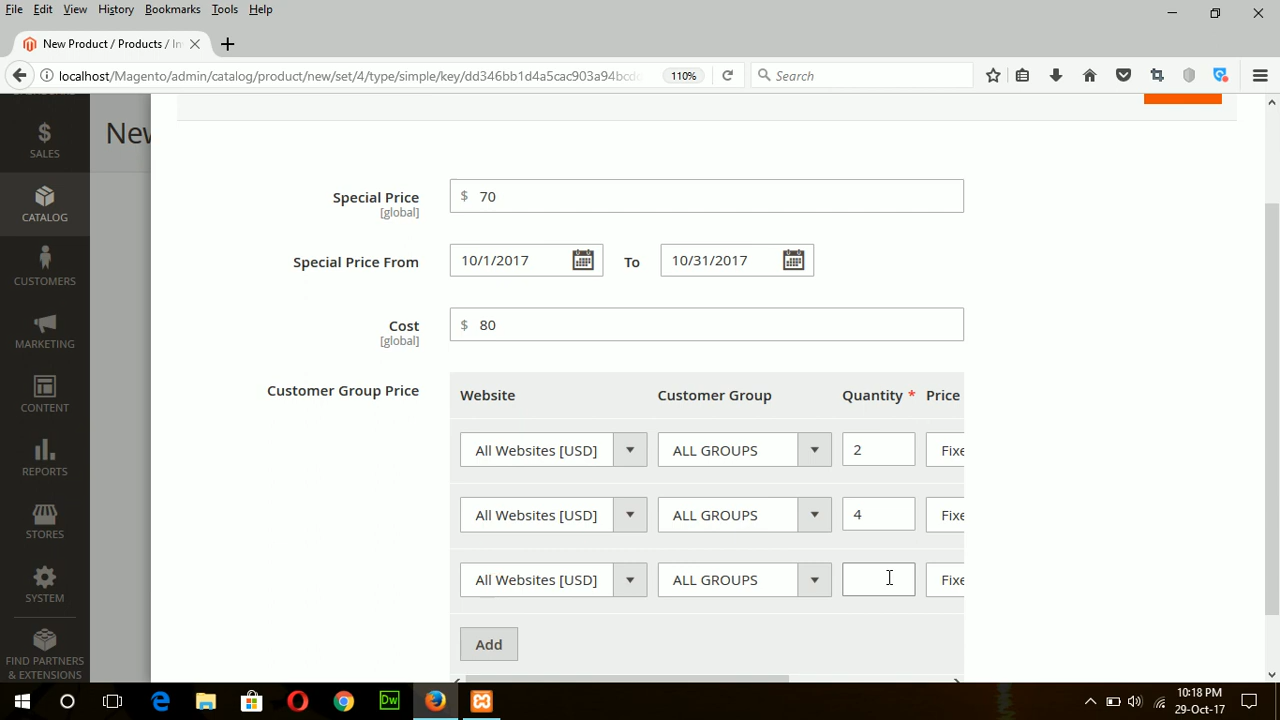 File Edit View History Bookmarks Tools Help
New Product / Products / In
localhost/Magento/admin/catalog/product/new/set/4/type/simple/key/dd346bb1d4a5cac903a94bcdc
110%
Search
New
SALES
CATALOG
CUSTOMERS
MARKETING
CONTENT
REPORTS
STORES
SYSTEM
FIND PARTNERS
& EXTENSIONS
Special Price
[global]
$ 70
Special Price From
10/1/2017
To
10/31/2017
Cost
[global]
$ 80
Customer Group Price
Website Customer Group Quantity * Price
All Websites [USD] ALL GROUPS 2 Fixe
All Websites [USD] ALL GROUPS 4 Fixe
All Websites [USD] ALL GROUPS Fixe
Add
Dw
10:18 PM
29-Oct-17